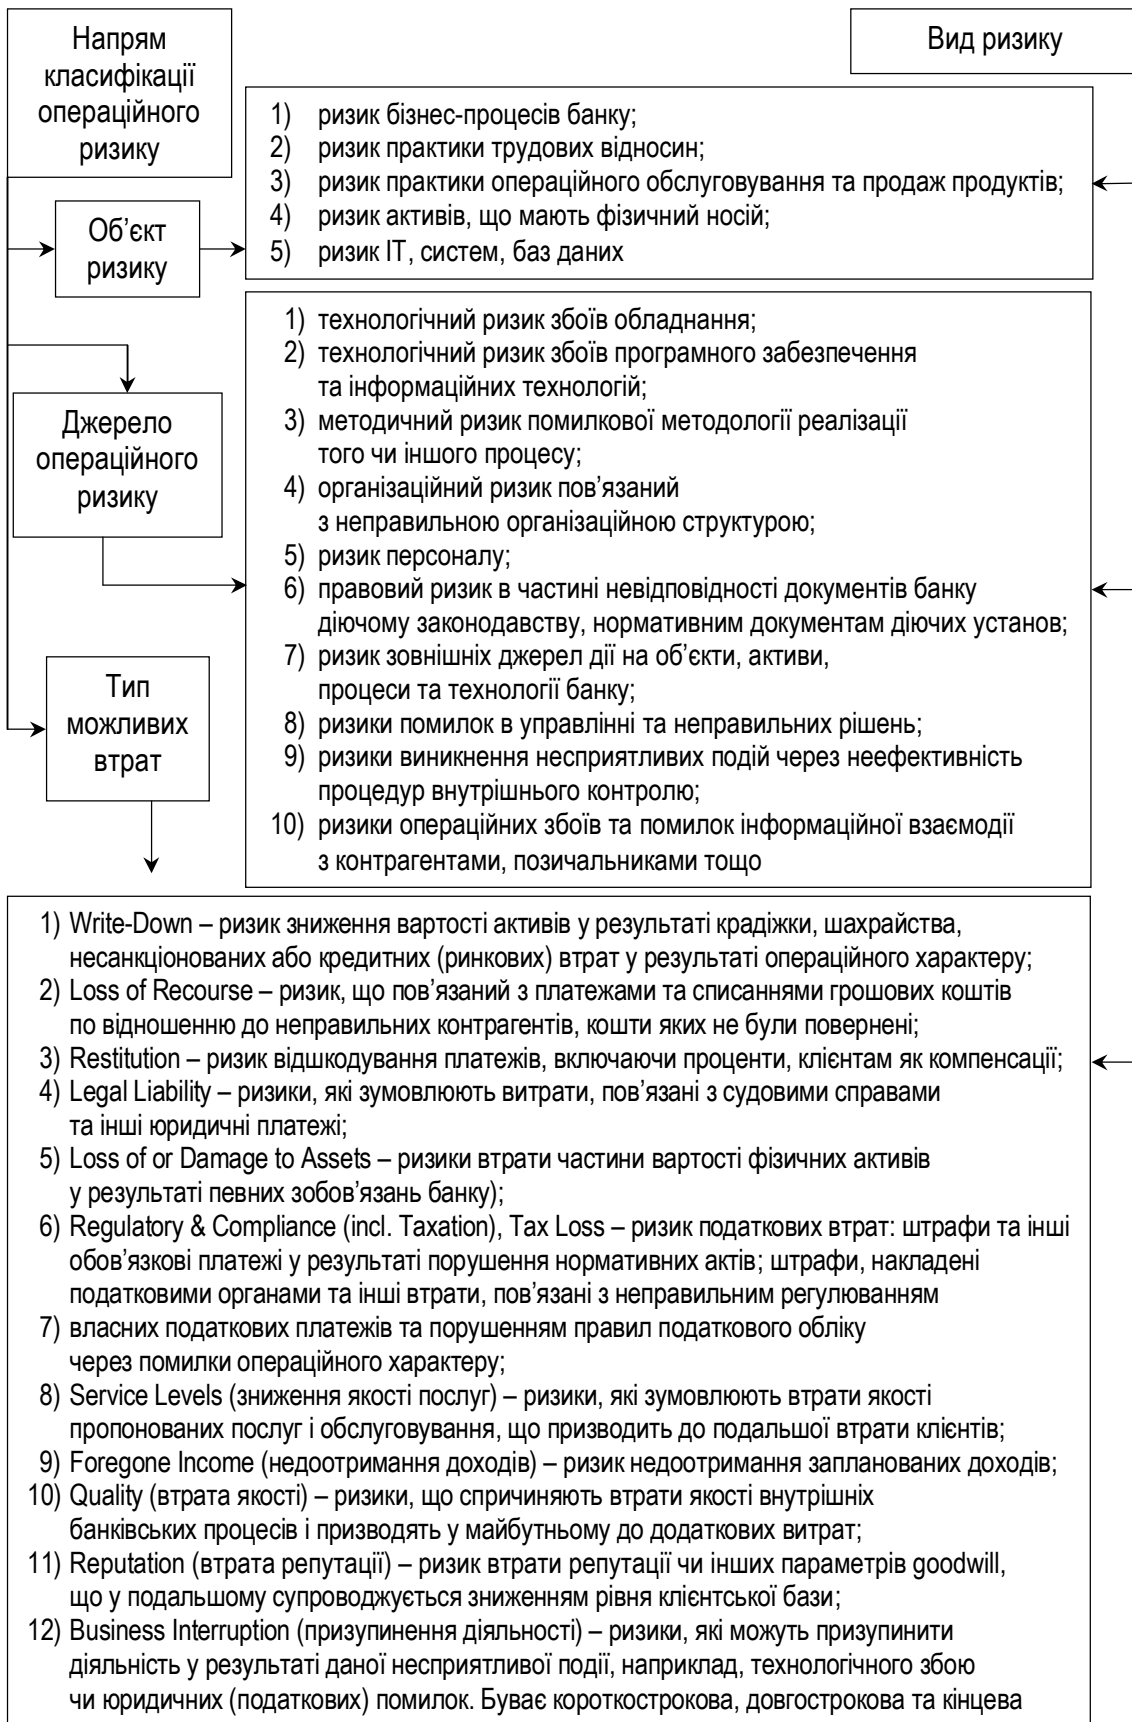 Напрям
класифікації
операційного
ризику
Вид ризику
1) ризик бізнес-процесів банку;
2) ризик практики трудових відносин;
3) ризик практики операційного обслуговування та продаж продуктів;
4) ризик активів, що мають фізичний носій;
5) ризик ІТ, систем, баз даних
Об’єкт
ризику
1) технологічний ризик збоїв обладнання;
2) технологічний ризик збоїв програмного забезпечення
та інформаційних технологій;
3) методичний ризик помилкової методології реалізації
того чи іншого процесу;
4) організаційний ризик пов’язаний
з неправильною організаційною структурою;
5) ризик персоналу;
6) правовий ризик в частині невідповідності документів банку
діючому законодавству, нормативним документам діючих установ;
7) ризик зовнішніх джерел дії на об’єкти, активи,
процеси та технології банку;
8) ризики помилок в управлінні та неправильних рішень;
9) ризики виникнення несприятливих подій через неефективність
процедур внутрішнього контролю;
10) ризики операційних збоїв та помилок інформаційної взаємодії
з контрагентами, позичальниками тощо
Джерело
операційного
ризику
Тип
можливих
втрат
1) Write-Down – ризик зниження вартості активів у результаті крадіжки, шахрайства,
несанкціонованих або кредитних (ринкових) втрат у результаті операційного характеру;
2) Loss of Recourse – ризик, що пов’язаний з платежами та списаннями грошових коштів
по відношенню до неправильних контрагентів, кошти яких не були повернені;
3) Restitution – ризик відшкодування платежів, включаючи проценти, клієнтам як компенсації;
4) Legal Liability – ризики, які зумовлюють витрати, пов’язані з судовими справами
та інші юридичні платежі;
5) Loss of or Damage to Assets – ризики втрати частини вартості фізичних активів
у результаті певних зобов’язань банку);
6) Regulatory & Compliance (incl. Taxation), Tax Loss – ризик податкових втрат: штрафи та інші
обов’язкові платежі у результаті порушення нормативних актів; штрафи, накладені
податковими органами та інші втрати, пов’язані з неправильним регулюванням
7) власних податкових платежів та порушенням правил податкового обліку
через помилки операційного характеру;
8) Service Levels (зниження якості послуг) – ризики, які зумовлюють втрати якості
пропонованих послуг і обслуговування, що призводить до подальшої втрати клієнтів;
9) Foregone Income (недоотримання доходів) – ризик недоотримання запланованих доходів;
10) Quality (втрата якості) – ризики, що спричиняють втрати якості внутрішніх
банківських процесів і призводять у майбутньому до додаткових витрат;
11) Reputation (втрата репутації) – ризик втрати репутації чи інших параметрів goodwill,
що у подальшому супроводжується зниженням рівня клієнтської бази;
12) Business Interruption (призупинення діяльності) – ризики, які можуть призупинити
діяльність у результаті даної несприятливої події, наприклад, технологічного збою
чи юридичних (податкових) помилок. Буває короткострокова, довгострокова та кінцева